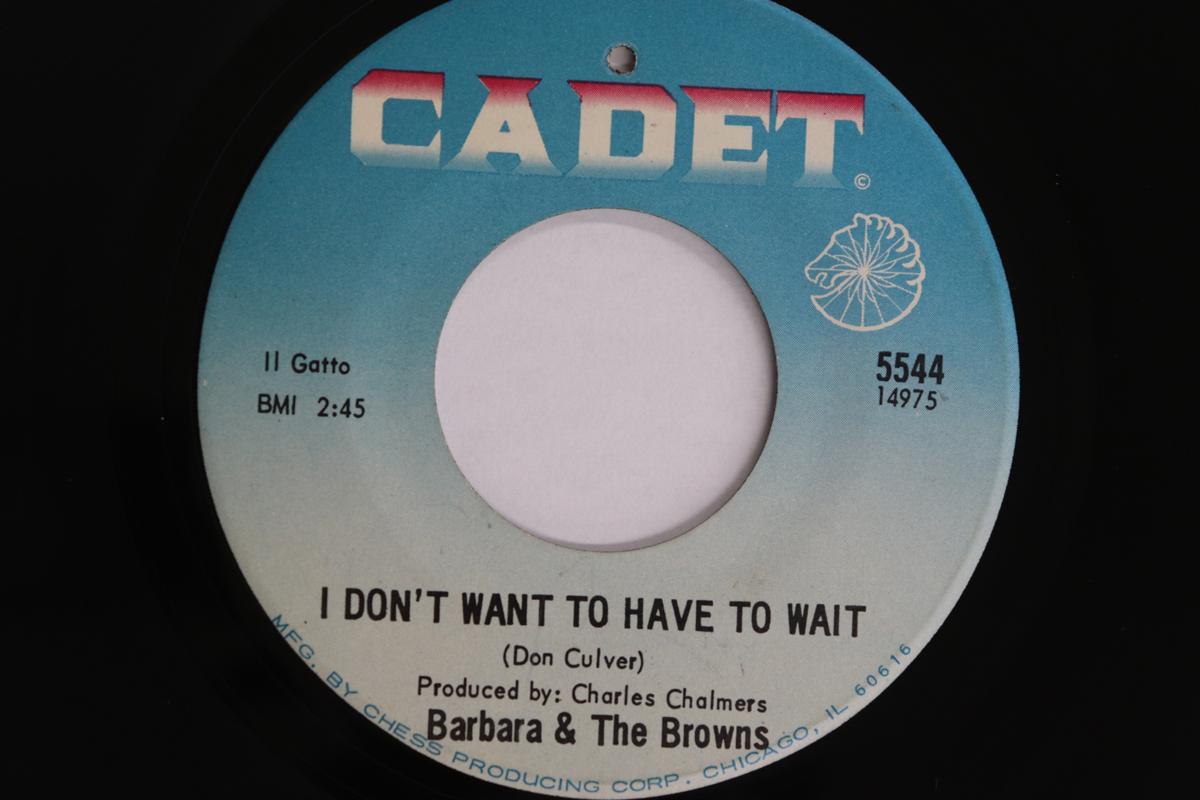 CADET
©
Il Gatto
BMI 2:45
5544
14975
I DON'T WANT TO HAVE TO WAIT
(Don Culver)
Produced by: Charles Chalmers
Barbara & The Browns
MFG. BY CHESS PRODUCING CORP. CHICAGO, IL 60616